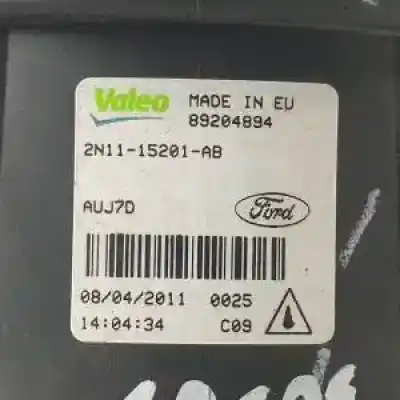 Valeo
MADE IN EU
89204894
2N11-15201-AB
AUJ7D
Ford
08/04/2011 0025
14:04:34 C09